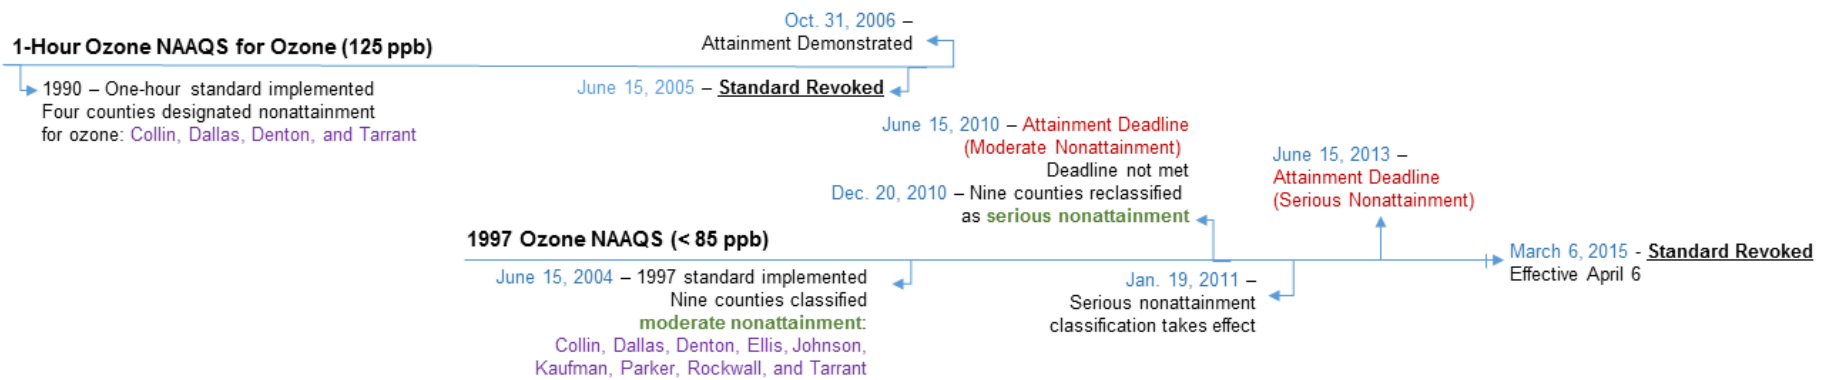 Oct. 31, 2006 –
Attainment Demonstrated
1-Hour Ozone NAAQS for Ozone (125 ppb)
1990 – One-hour standard implemented
Four counties designated nonattainment
for ozone: Collin, Dallas, Denton, and Tarrant
June 15, 2005 – Standard Revoked
June 15, 2010 – Attainment Deadline
(Moderate Nonattainment)
Deadline not met
Dec. 20, 2010 – Nine counties reclassified
as serious nonattainment
June 15, 2013 –
Attainment Deadline
(Serious Nonattainment)
1997 Ozone NAAQS (< 85 ppb)
June 15, 2004 – 1997 standard implemented
Nine counties classified
moderate nonattainment:
Collin, Dallas, Denton, Ellis, Johnson,
Kaufman, Parker, Rockwall, and Tarrant
Jan. 19, 2011 –
Serious nonattainment
classification takes effect
March 6, 2015 - Standard Revoked
Effective April 6